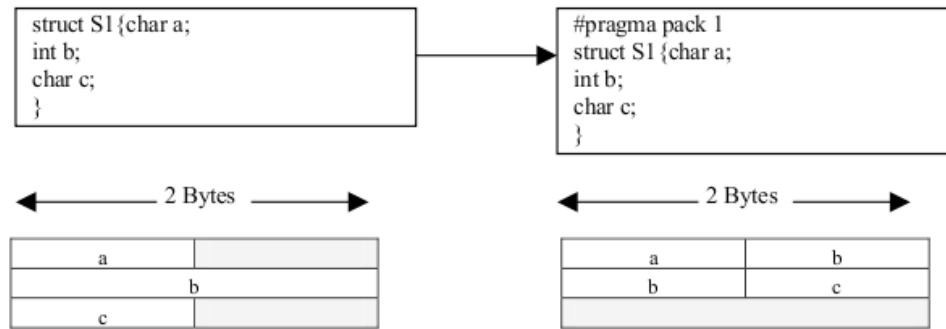 struct S1{char a;
int b;
char c;
}
#pragma pack 1
struct S1{char a;
int b;
char c;
}
2 Bytes
2 Bytes
a
b
c
a b
b c